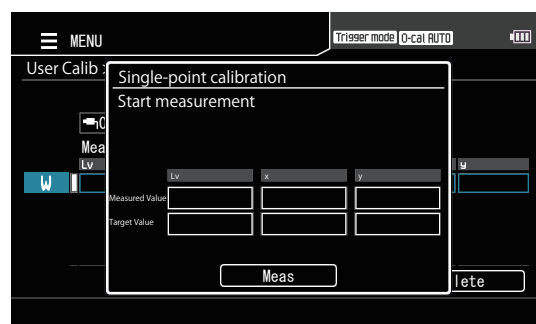 MENU
Trigger mode 0-cal AUTO
User Calib >
Single-point calibration
Start measurement
Mea
Lv
y
W
Lv x y
Measured Value
Target Value
Meas
lete